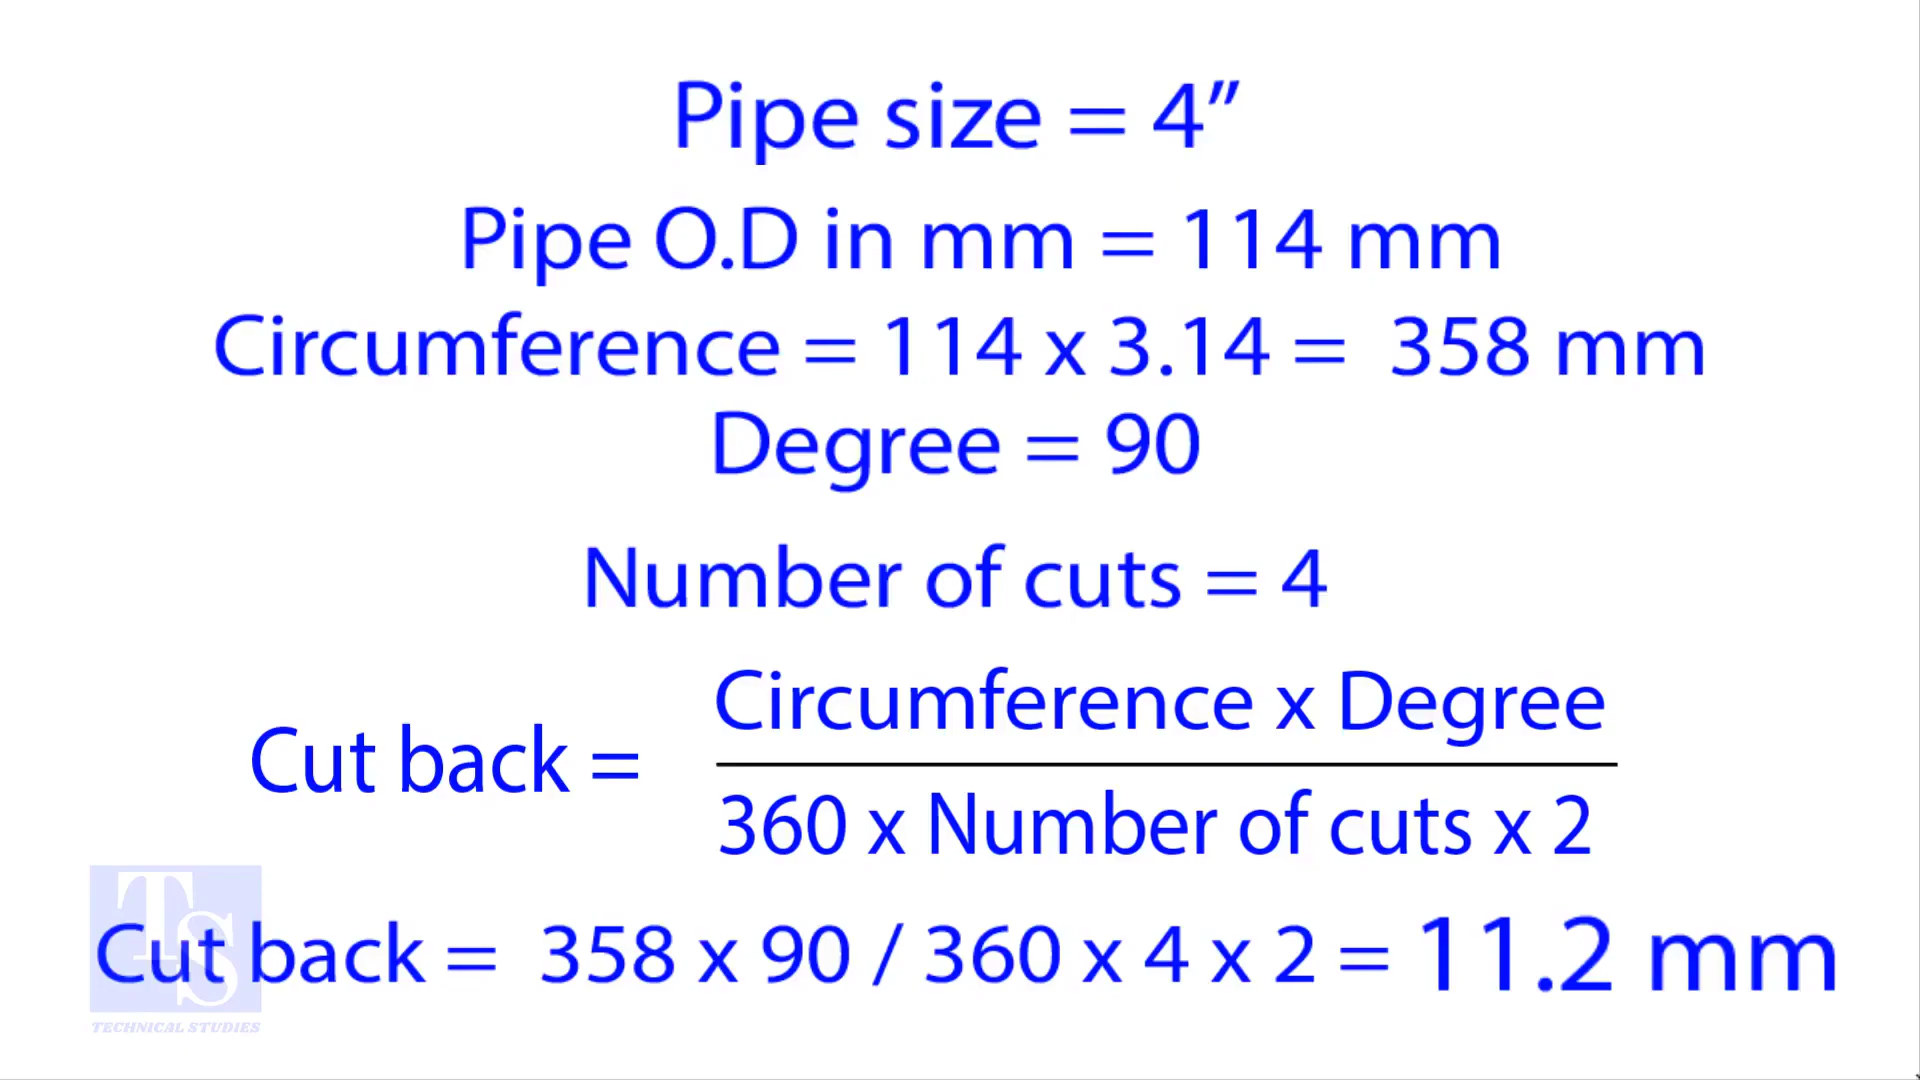 Pipe size = 4”
Pipe O.D in mm = 114 mm
Circumference = 114 x 3.14 = 358 mm
Degree = 90
Number of cuts = 4
Cut back = Circumference x Degree
360 x Number of cuts x 2
Cut back = 358 x 90 / 360 x 4 x 2 = 11.2 mm
TS
TECHNICAL STUDIES